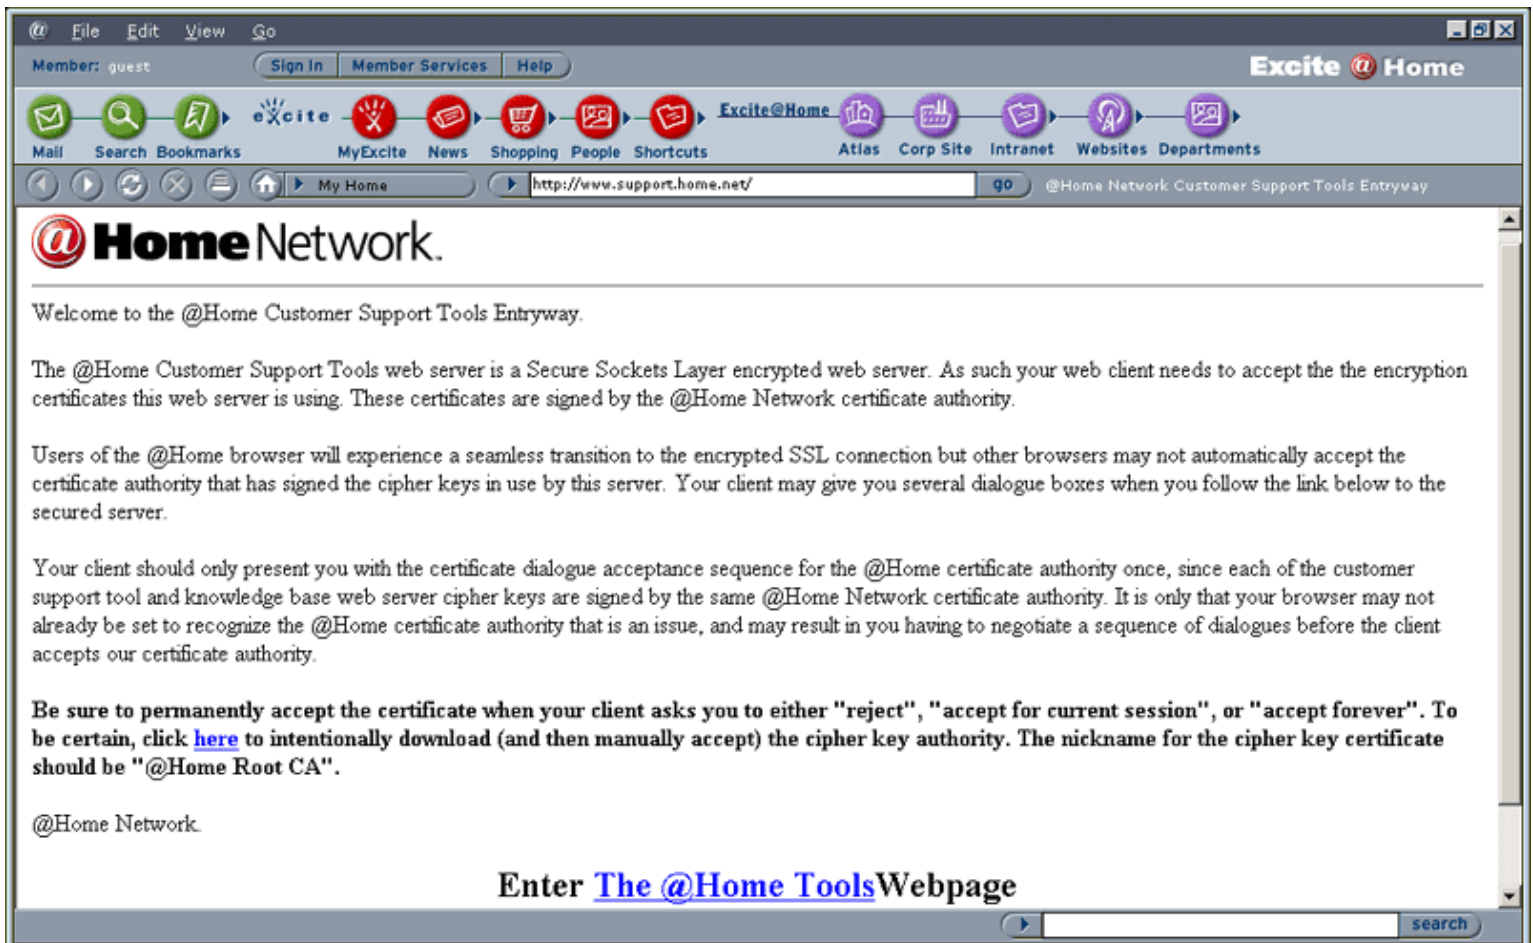 @ File Edit View Go
Member: guest Sign In Member Services Help Excite @ Home
excite Excite@Home
Mail Search Bookmarks MyExcite News Shopping People Shortcuts Atlas Corp Site Intranet Websites Departments
My Home http://www.support.home.net/ go @Home Network Customer Support Tools Entryway
@Home Network™
Welcome to the @Home Customer Support Tools Entryway.
The @Home Customer Support Tools web server is a Secure Sockets Layer encrypted web server. As such your web client needs to accept the the encryption
certificates this web server is using. These certificates are signed by the @Home Network certificate authority.
Users of the @Home browser will experience a seamless transition to the encrypted SSL connection but other browsers may not automatically accept the
certificate authority that has signed the cipher keys in use by this server. Your client may give you several dialogue boxes when you follow the link below to the
secured server.
Your client should only present you with the certificate dialogue acceptance sequence for the @Home certificate authority once, since each of the customer
support tool and knowledge base web server cipher keys are signed by the same @Home Network certificate authority. It is only that your browser may not
already be set to recognize the @Home certificate authority that is an issue, and may result in you having to negotiate a sequence of dialogues before the client
accepts our certificate authority.
Be sure to permanently accept the certificate when your client asks you to either "reject", "accept for current session", or "accept forever". To
be certain, click here to intentionally download (and then manually accept) the cipher key authority. The nickname for the cipher key certificate
should be "@Home Root CA".
@Home Network.
Enter The @Home ToolsWebpage
search